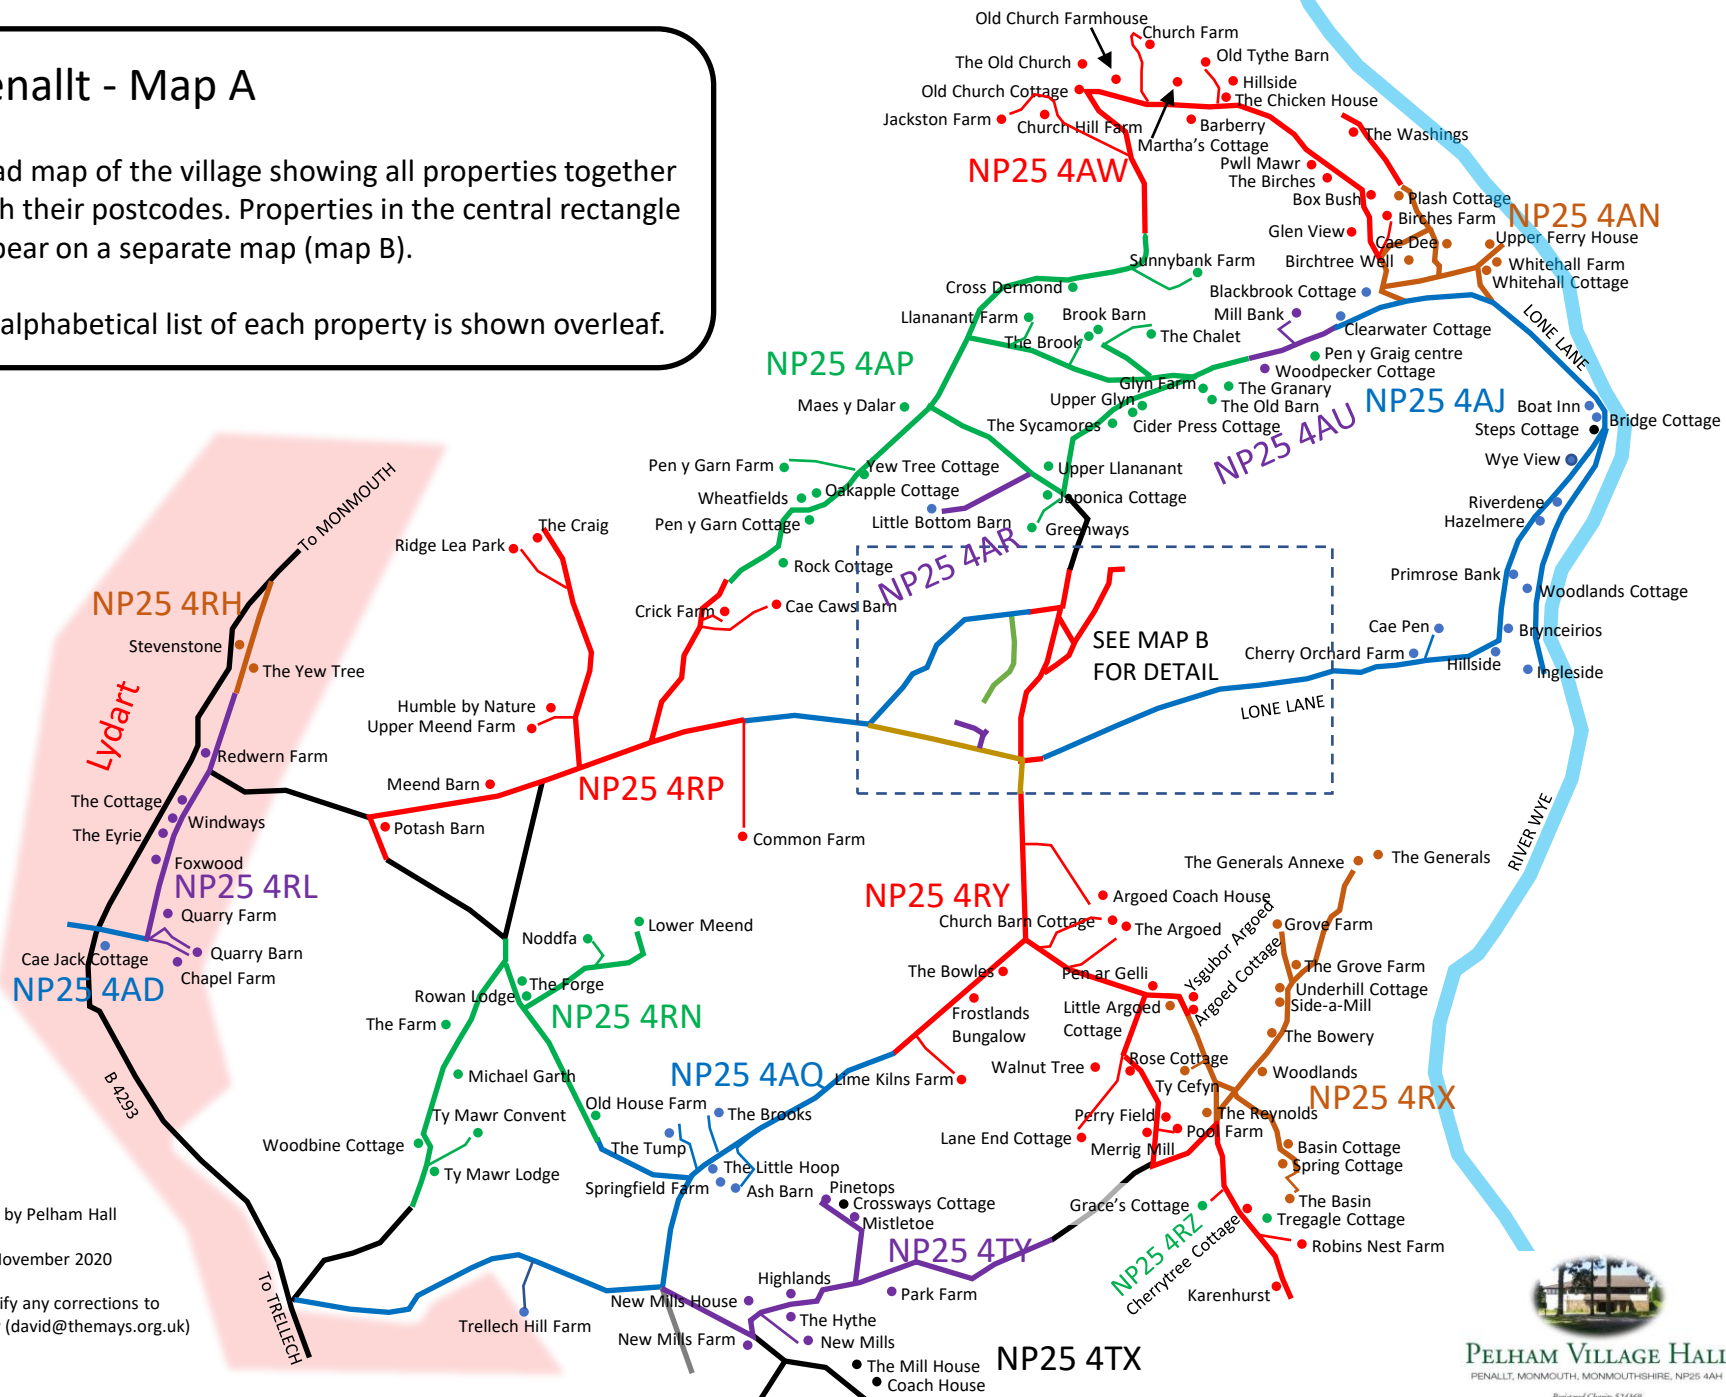 enallt - Map A
ad map of the village showing all properties together
h their postcodes. Properties in the central rectangle
pear on a separate map (map B).
alphabetical list of each property is shown overleaf.
Old Church Farmhouse
Church Farm
The Old Church
Old Tythe Barn
Old Church Cottage
Hillside
The Chicken House
Jackston Farm
Church Hill Farm
Barberry
Martha's Cottage
The Washings
NP25 4AW
Pwll Mawr
The Birches
Box Bush
Plash Cottage
Birches Farm
NP25 4AN
Glen View
Cae Dee
Upper Ferry House
Birchtree Well
Whitehall Farm
Whitehall Cottage
Sunnybank Farm
Cross Dermond
Blackbrook Cottage
Llananant Farm
Brook Barn
Mill Bank
Clearwater Cottage
LONE LANE
The Brook
The Chalet
Pen y Graig centre
NP25 4AP
Woodpecker Cottage
Glyn Farm
The Granary
NP25 4AJ
Maes y Dalar
Upper Glyn
The Old Barn
Boat Inn
Bridge Cottage
The Sycamores
Cider Press Cottage
Steps Cottage
NP25 4AU
Wye View
Pen y Garn Farm
Yew Tree Cottage
Upper Llananant
Wheatfields
Oakapple Cottage
Japonica Cottage
Riverdene
Pen y Garn Cottage
Little Bottom Barn
Greenways
Hazelmere
To MONMOUTH
The Craig
Ridge Lea Park
NP25 4AR
Rock Cottage
Primrose Bank
Woodlands Cottage
NP25 4RH
Crick Farm
Cae Caws Barn
Stevenstone
SEE MAP B
FOR DETAIL
Cae Pen
Brynceirios
Cherry Orchard Farm
Hillside
Ingleside
The Yew Tree
Lydart
Humble by Nature
Upper Meend Farm
LONE LANE
Redwern Farm
Meend Barn
NP25 4RP
The Cottage
Windways
The Eyrie
Potash Barn
Common Farm
RIVER WYE
Foxwood
NP25 4RL
The Generals Annexe
The Generals
NP25 4RY
Argoed Coach House
Quarry Farm
Church Barn Cottage
The Argoed
Grove Farm
Lower Meend
Noddfa
Ysgubor Argoed
Argoed Cottage
Cae Jack Cottage
Quarry Barn
Chapel Farm
NP25 4AD
The Forge
Rowan Lodge
The Bowles
Pen ar Gelli
The Grove Farm
Underhill Cottage
Side-a-Mill
NP25 4RN
The Farm
Frostlands
Bungalow
Little Argoed
Cottage
The Bowery
B 4293
Michael Garth
NP25 4AQ
Lime Kilns Farm
Walnut Tree
Rose Cottage
Ty Cefyn
Woodlands
NP25 4RX
Old House Farm
The Brooks
Ty Mawr Convent
Perry Field
The Reynolds
Pool Farm
Woodbine Cottage
The Tump
Lane End Cottage
Merrig Mill
Basin Cottage
Spring Cottage
Ty Mawr Lodge
The Little Hoop
Springfield Farm
Ash Barn
Pinetops
Crossways Cottage
Mistletoe
Grace's Cottage
The Basin
Tregagle Cottage
by Pelham Hall
November 2020
NP25 4TY
NP25 4RZ
Cherrytree Cottage
Robins Nest Farm
Karenhurst
To TRELLECH
Highlands
New Mills House
Park Farm
ify any corrections to
(david@themays.org.uk)
Trellech Hill Farm
The Hythe
New Mills Farm
New Mills
The Mill House
Coach House
NP25 4TX
PELHAM VILLAGE HALL
PENALLT, MONMOUTH, MONMOUTHSHIRE, NP25 4AH